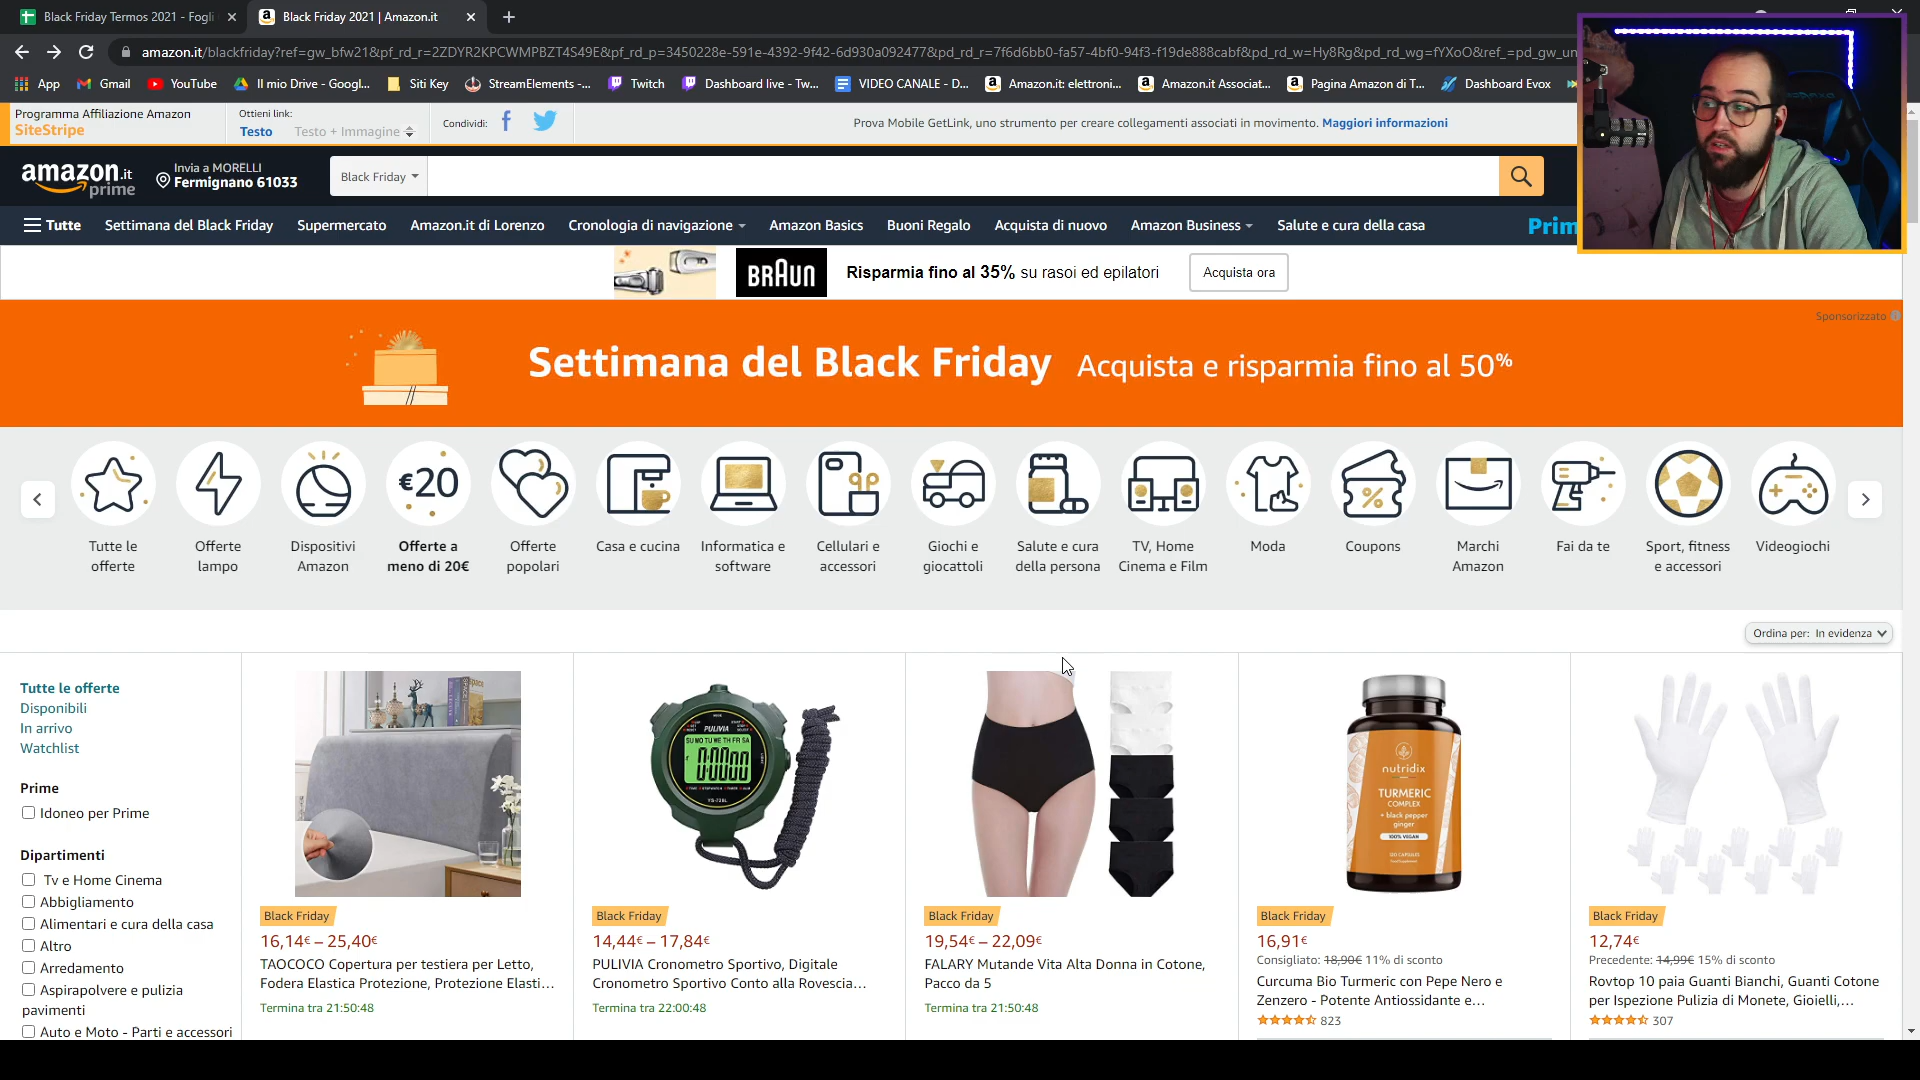 Black Friday Termos 2021 - Fogli
Black Friday 2021 | Amazon.it
amazon.it/blackfriday?ref=gw_bfw21&pf_rd_r=2ZDYR2KPCWMPBZT4S49E&pf_rd_p=3450228e-591e-4392-9f42-6d930a092477&pd_rd_r=7f6d6bb0-fa57-4bf0-94f3-f19de888cabf&pd_rd_w=Hy8Rg&pd_rd_wg=fYXoO&ref_=pd_gw_un
App
Gmail
YouTube
Il mio Drive - Googl...
Siti Key
StreamElements -...
Twitch
Dashboard live - Tw...
VIDEO CANALE - D...
Amazon.it: elettroni...
Amazon.it Associat...
Pagina Amazon di T...
Dashboard Evox
Programma Affiliazione Amazon
SiteStripe
Ottieni link:
Testo Testo + Immagine
Condividi:
Prova Mobile GetLink, uno strumento per creare collegamenti associati in movimento. Maggiori informazioni
amazon.it
prime
Invia a MORELLI
Fermignano 61033
Black Friday
Tutte
Settimana del Black Friday
Supermercato
Amazon.it di Lorenzo
Cronologia di navigazione
Amazon Basics
Buoni Regalo
Acquista di nuovo
Amazon Business
Salute e cura della casa
Prim
BRAUN
Risparmia fino al 35% su rasoi ed epilatori
Acquista ora
Sponsorizzato
Settimana del Black Friday Acquista e risparmia fino al 50%
€20
Tutte le
offerte
Offerte
lampo
Dispositivi
Amazon
Offerte a
meno di 20€
Offerte
popolari
Casa e cucina
Informatica e
software
Cellulari e
accessori
Giochi e
giocattoli
Salute e cura
della persona
TV, Home
Cinema e Film
Moda
Coupons
Marchi
Amazon
Fai da te
Sport, fitness
e accessori
Videogiochi
Ordina per: In evidenza
Tutte le offerte
Disponibili
In arrivo
Watchlist
Prime
Idoneo per Prime
Dipartimenti
Tv e Home Cinema
Abbigliamento
Alimentari e cura della casa
Altro
Arredamento
Aspirapolvere e pulizia
pavimenti
Auto e Moto - Parti e accessori
Black Friday
16,14€ – 25,40€
TAOCOCO Copertura per testiera per Letto,
Fodera Elastica Protezione, Protezione Elasti...
Termina tra 21:50:48
PULIVIA
SU MO TU WE TH FR SA
Black Friday
14,44€ – 17,84€
PULIVIA Cronometro Sportivo, Digitale
Cronometro Sportivo Conto alla Rovescia...
Termina tra 22:00:48
Black Friday
19,54€ – 22,09€
FALARY Mutande Vita Alta Donna in Cotone,
Pacco da 5
Termina tra 21:50:48
nutridix
TURMERIC
COMPLEX
+ black pepper
ginger
100% VEGAN
Black Friday
16,91€
Consigliato: 18,90€ 11% di sconto
Curcuma Bio Turmeric con Pepe Nero e
Zenzero - Potente Antiossidante e...
823
Black Friday
12,74€
Precedente: 14,99€ 15% di sconto
Rovtop 10 paia Guanti Bianchi, Guanti Cotone
per Ispezione Pulizia di Monete, Gioielli,...
307